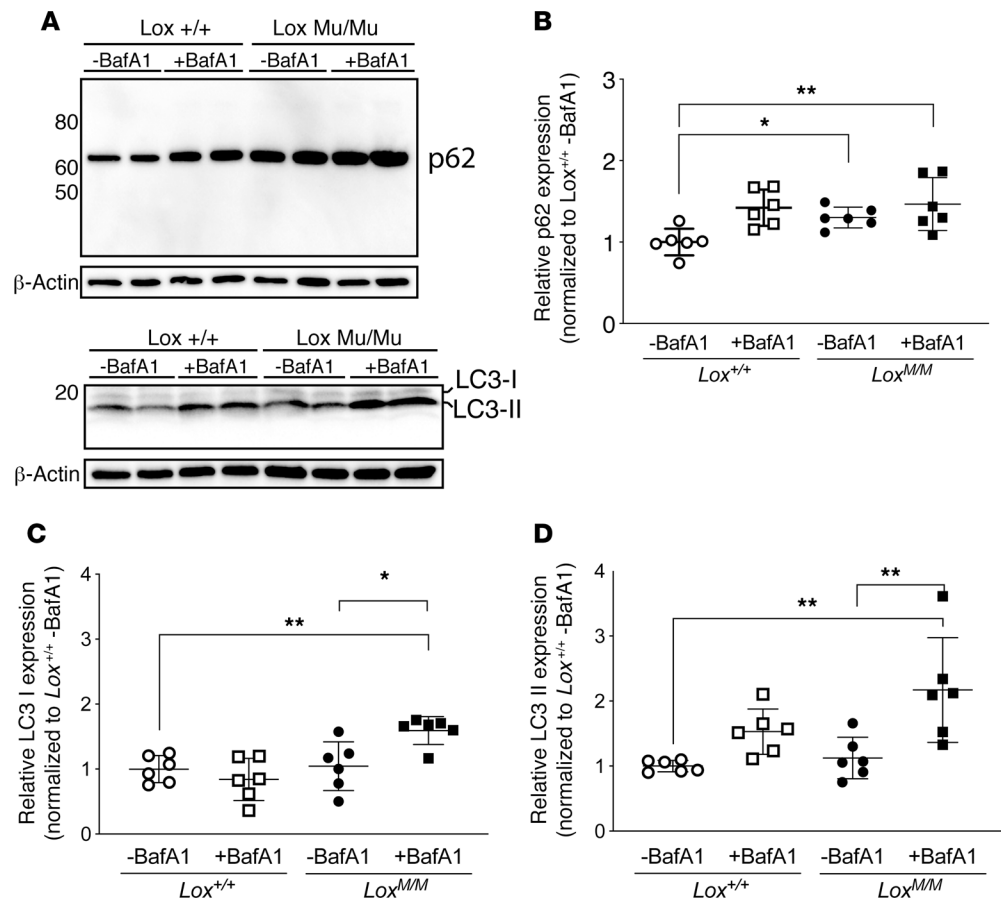 A
Lox +/+ Lox Mu/Mu
-BafA1 +BafA1 -BafA1 +BafA1
80
60
50
p62
β-Actin
Lox +/+ Lox Mu/Mu
-BafA1 +BafA1 -BafA1 +BafA1
20
LC3-I
LC3-II
β-Actin
B
Relative p62 expression
(normalized to Lox+/+ -BafA1)
3
2
1
0
**
*
-BafA1 +BafA1 -BafA1 +BafA1
Lox+/+ LoxM/M
C
Relative LC3 I expression
(normalized to Lox+/+ -BafA1)
4
3
2
1
0
*
**
-BafA1 +BafA1 -BafA1 +BafA1
Lox+/+ LoxM/M
D
Relative LC3 II expression
(normalized to Lox+/+ -BafA1)
4
3
2
1
0
**
**
-BafA1 +BafA1 -BafA1 +BafA1
Lox+/+ LoxM/M